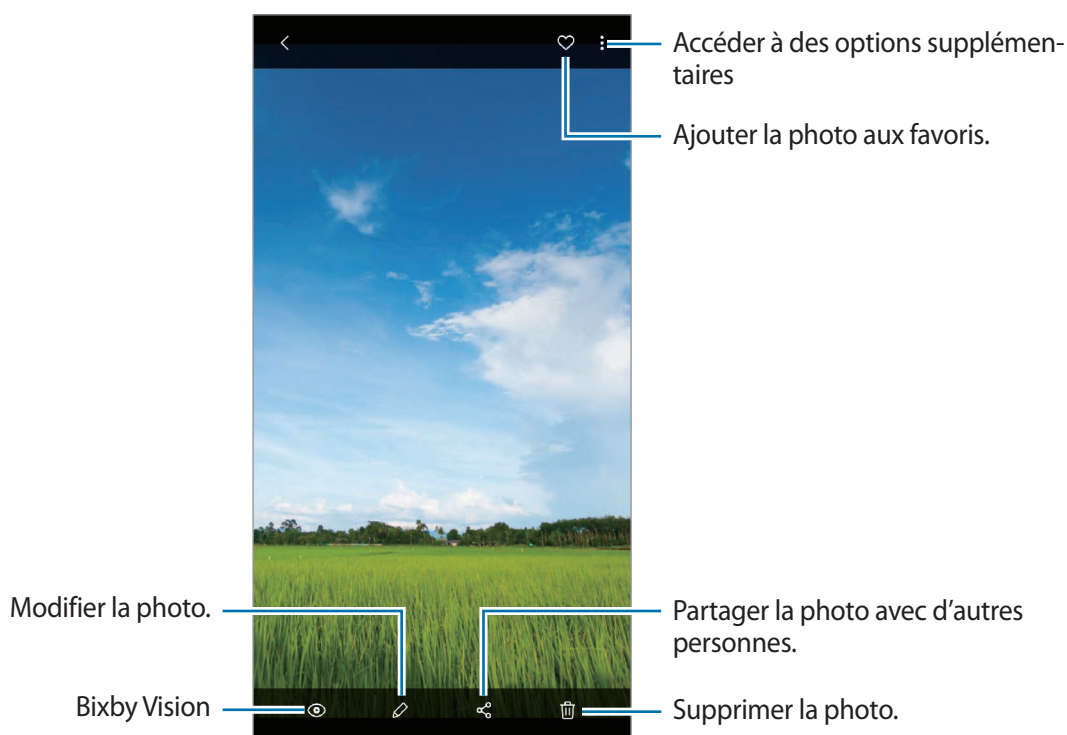 Accéder à des options supplémen-
taires
Ajouter la photo aux favoris.
Modifier la photo.
Partager la photo avec d'autres
personnes.
Bixby Vision
Supprimer la photo.